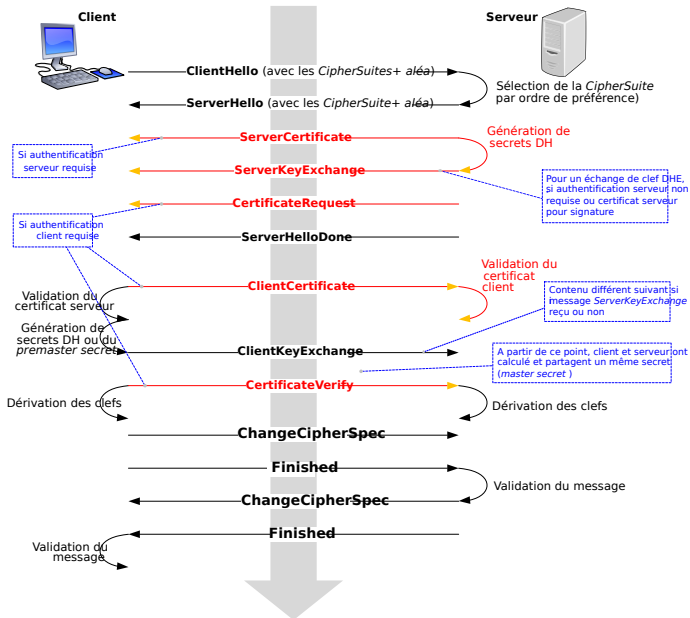 Client
Serveur
ClientHello (avec les CipherSuites+ aléa)
Sélection de la CipherSuite
par ordre de préférence)
ServerHello (avec les CipherSuite+ aléa)
ServerCertificate
Génération de
secrets DH
Si authentification
serveur requise
ServerKeyExchange
Pour un échange de clef DHE,
si authentification serveur non
requise ou certificat serveur
pour signature
CertificateRequest
Si authentification
client requise
ServerHelloDone
Validation du
certificat
client
ClientCertificate
Validation du
certificat serveur
Contenu différent suivant si
message ServerKeyExchange
reçu ou non
Génération de
secrets DH ou du
premaster secret
ClientKeyExchange
A partir de ce point, client et serveur ont
calculé et partagent un même secret
(master secret )
CertificateVerify
Dérivation des clefs
Dérivation des clefs
ChangeCipherSpec
Finished
Validation du message
ChangeCipherSpec
Finished
Validation du
message